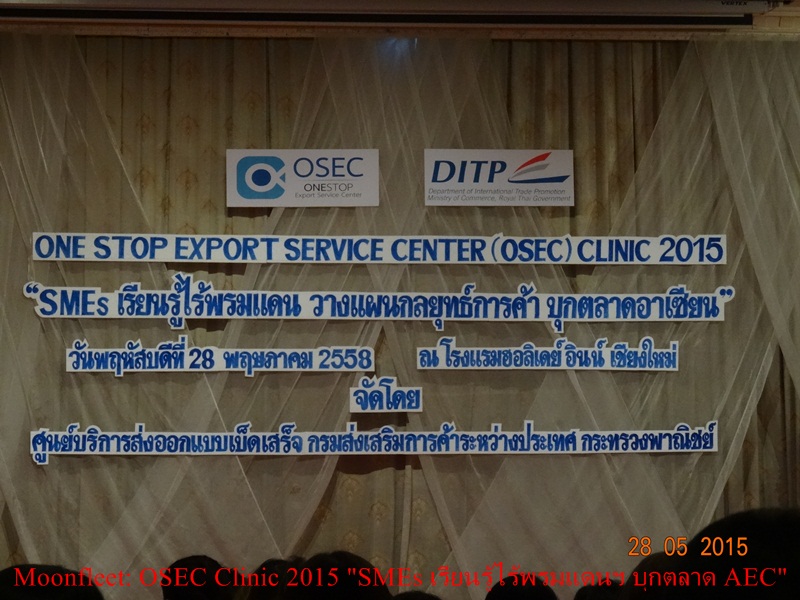 OSEC
ONESTOP
Export Service Center
DITP
Department of International Trade Promotion
Ministry of Commerce, Royal Thai Government
ONE STOP EXPORT SERVICE CENTER (OSEC) CLINIC 2015
“SMEs เรียนรู้ไร้พรมแดน วางแผนกลยุทธ์การค้า บุกตลาดอาเซียน”
วันพฤหัสบดีที่ 28 พฤษภาคม 2558 ณ โรงแรมฮอลิเดย์ อินน์ เชียงใหม่
จัดโดย
ศูนย์บริการส่งออกแบบเบ็ดเสร็จ กรมส่งเสริมการค้าระหว่างประเทศ กระทรวงพาณิชย์
28 05 2015
Moonfleet: OSEC Clinic 2015 "SMEs เรียนรู้ไร้พรมแดนฯ บุกตลาด AEC"